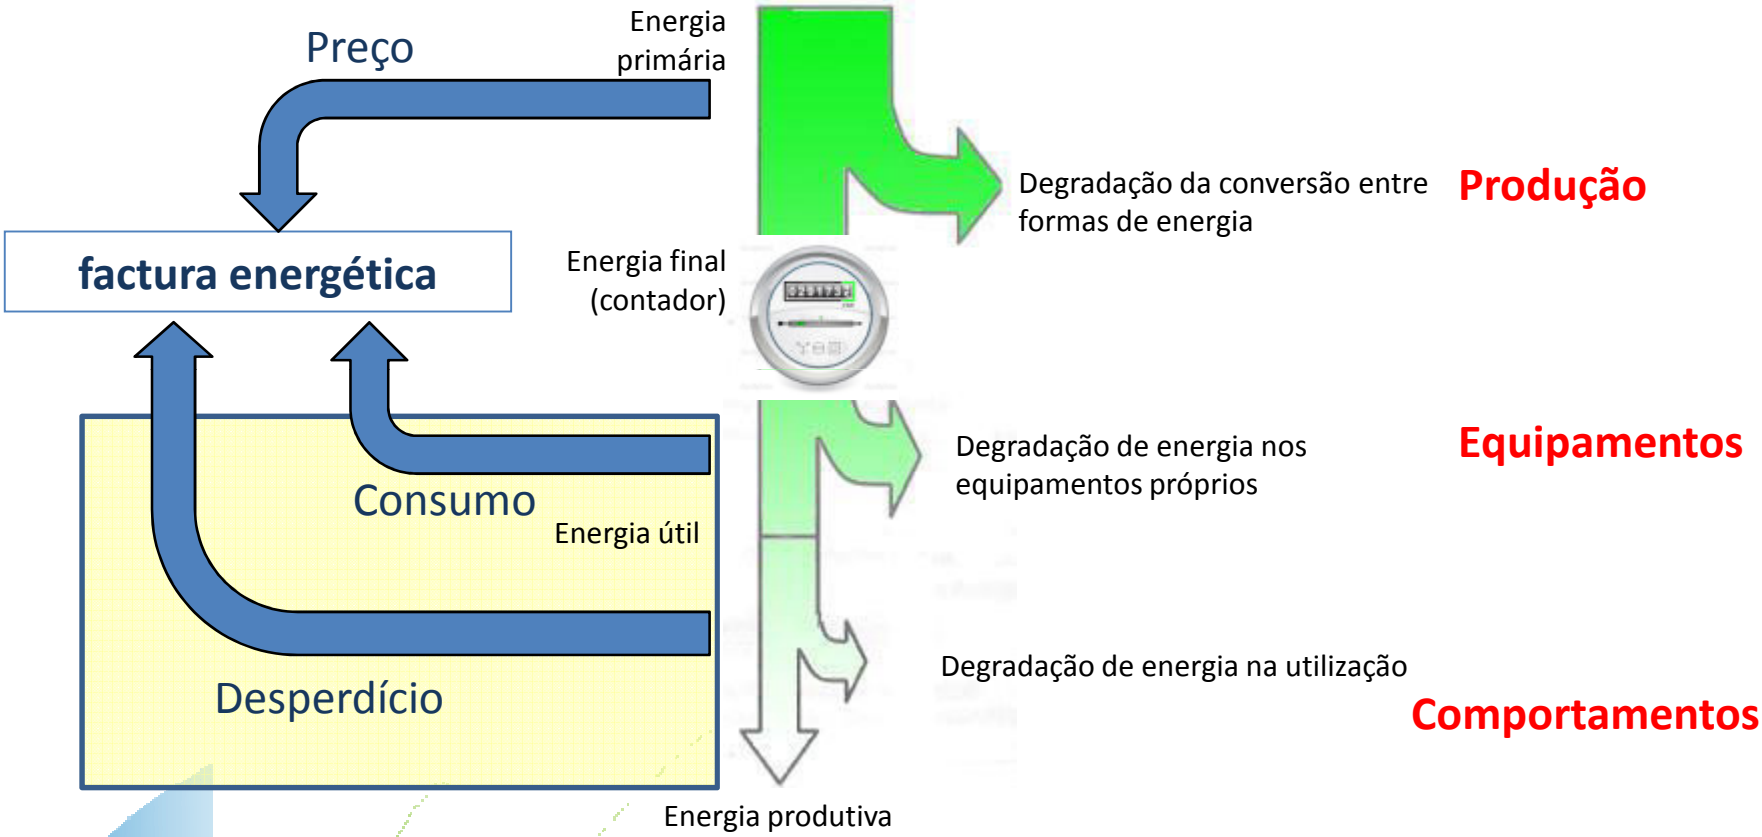 Energia
primária
Preço
Degradação da conversão entre
formas de energia
Produção
factura energética
Energia final
(contador)
Degradação de energia nos
equipamentos próprios
Equipamentos
Consumo
Energia útil
Degradação de energia na utilização
Desperdício
Comportamentos
Energia produtiva